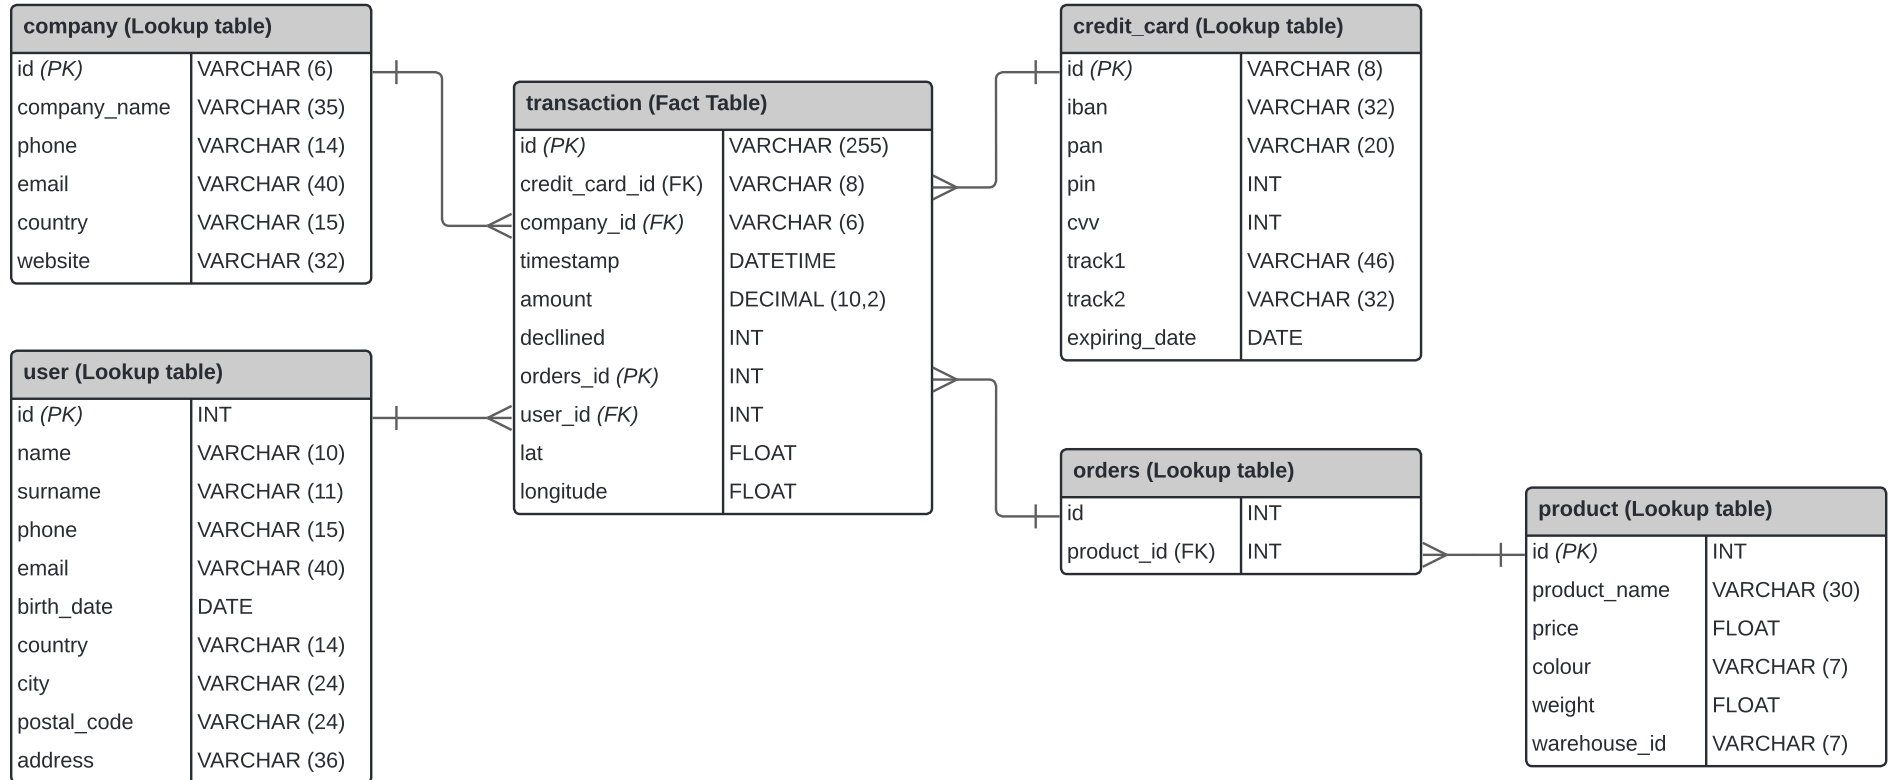 company (Lookup table)
id (PK) VARCHAR (6)
company_name VARCHAR (35)
phone VARCHAR (14)
email VARCHAR (40)
country VARCHAR (15)
website VARCHAR (32)
user (Lookup table)
id (PK) INT
name VARCHAR (10)
surname VARCHAR (11)
phone VARCHAR (15)
email VARCHAR (40)
birth_date DATE
country VARCHAR (14)
city VARCHAR (24)
postal_code VARCHAR (24)
address VARCHAR (36)
transaction (Fact Table)
id (PK) VARCHAR (255)
credit_card_id (FK) VARCHAR (8)
company_id (FK) VARCHAR (6)
timestamp DATETIME
amount DECIMAL (10,2)
decllined INT
orders_id (PK) INT
user_id (FK) INT
lat FLOAT
longitude FLOAT
credit_card (Lookup table)
id (PK) VARCHAR (8)
iban VARCHAR (32)
pan VARCHAR (20)
pin INT
cvv INT
track1 VARCHAR (46)
track2 VARCHAR (32)
expiring_date DATE
orders (Lookup table)
id INT
product_id (FK) INT
product (Lookup table)
id (PK) INT
product_name VARCHAR (30)
price FLOAT
colour VARCHAR (7)
weight FLOAT
warehouse_id VARCHAR (7)